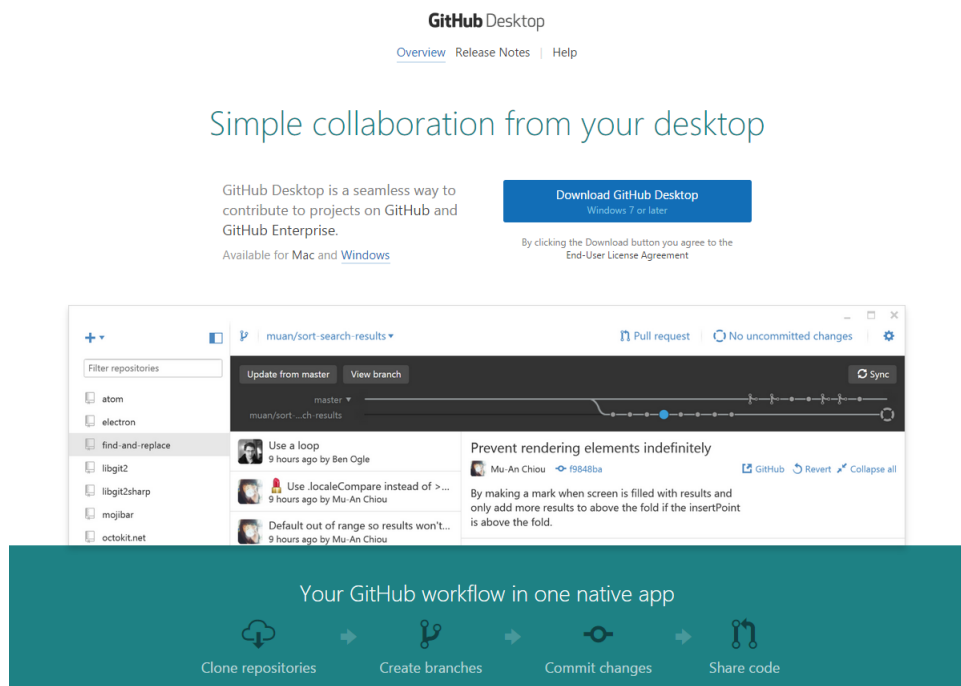 GitHub Desktop
Overview Release Notes | Help
Simple collaboration from your desktop
GitHub Desktop is a seamless way to
contribute to projects on GitHub and
GitHub Enterprise.
Available for Mac and Windows
Download GitHub Desktop
Windows 7 or later
By clicking the Download button you agree to the
End-User License Agreement
muan/sort-search-results
Pull request
No uncommitted changes
Filter repositories
atom
electron
find-and-replace
libgit2
libgit2sharp
mojibar
octokit.net
Update from master
View branch
Sync
master
muan/sort-...ch-results
Use a loop
9 hours ago by Ben Ogle
Use .localeCompare instead of >...
9 hours ago by Mu-An Chiou
Default out of range so results won't...
9 hours ago by Mu-An Chiou
Prevent rendering elements indefinitely
Mu-An Chiou f9848ba
GitHub Revert Collapse all
By making a mark when screen is filled with results and
only add more results to above the fold if the insertPoint
is above the fold.
Your GitHub workflow in one native app
Clone repositories
Create branches
Commit changes
Share code